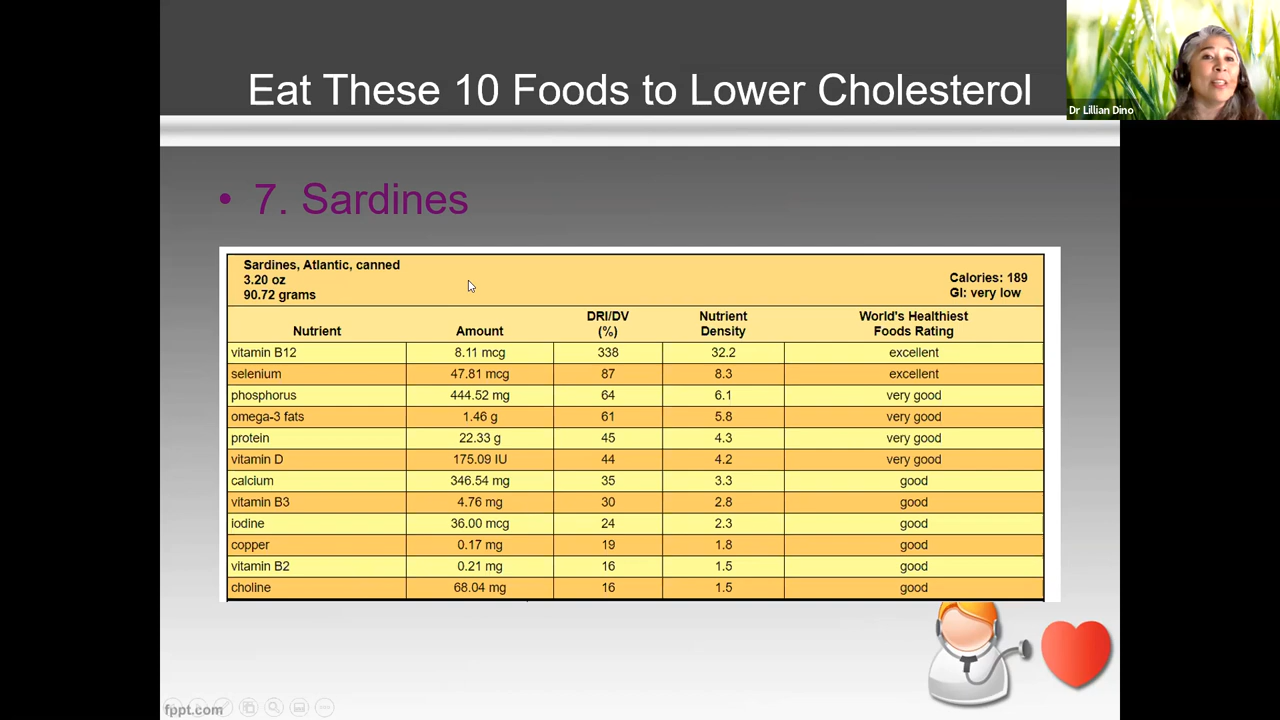 Eat These 10 Foods to Lower Cholesterol
Dr Lillian Dino
• 7. Sardines
Sardines, Atlantic, canned
3.20 oz
90.72 grams
Calories: 189
GI: very low
Nutrient Amount DRI/DV (%) Nutrient Density World's Healthiest Foods Rating
vitamin B12 8.11 mcg 338 32.2 excellent
selenium 47.81 mcg 87 8.3 excellent
phosphorus 444.52 mg 64 6.1 very good
omega-3 fats 1.46 g 61 5.8 very good
protein 22.33 g 45 4.3 very good
vitamin D 175.09 IU 44 4.2 very good
calcium 346.54 mg 35 3.3 good
vitamin B3 4.76 mg 30 2.8 good
iodine 36.00 mcg 24 2.3 good
copper 0.17 mg 19 1.8 good
vitamin B2 0.21 mg 16 1.5 good
choline 68.04 mg 16 1.5 good
fppt.com